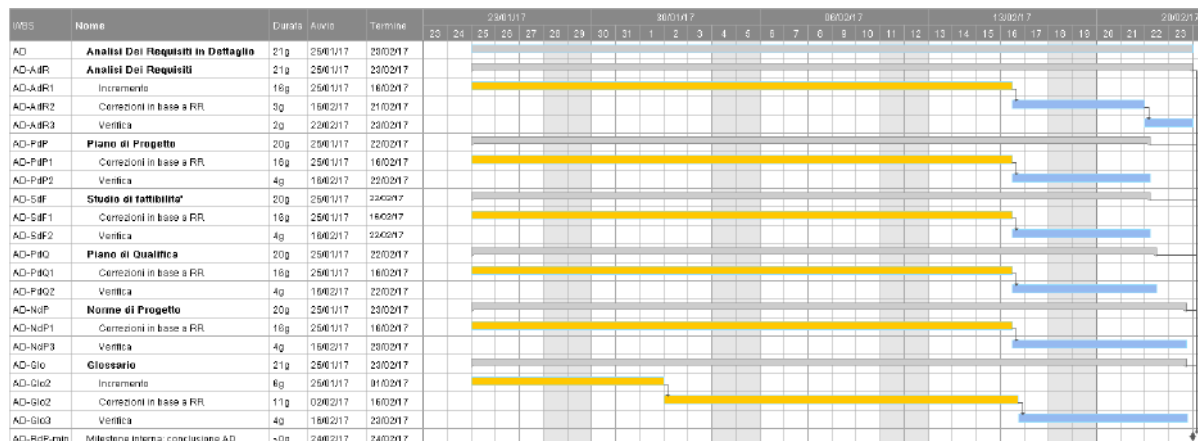 WBS Nome Durata Avvio Termine 23/01/17 30/01/17 06/02/17 13/02/17 20/02/17
23 24 25 26 27 28 29 30 31 1 2 3 4 5 6 7 8 9 10 11 12 13 14 15 16 17 18 19 20 21 22 23
AD Analisi Dei Requisiti in Dettaglio 21g 25/01/17 23/02/17
AD-AdR Analisi Dei Requisiti 21g 25/01/17 23/02/17
AD-AdR1 Incremento 16g 25/01/17 16/02/17
AD-AdR2 Correzioni in base a RR 3g 16/02/17 21/02/17
AD-AdR3 Verifica 2g 22/02/17 23/02/17
AD-PdP Piano di Progetto 20g 25/01/17 22/02/17
AD-PdP1 Correzioni in base a RR 16g 25/01/17 16/02/17
AD-PdP2 Verifica 4g 16/02/17 22/02/17
AD-SdF Studio di fattibilita' 20g 25/01/17 22/02/17
AD-SdF1 Correzioni in base a RR 16g 25/01/17 16/02/17
AD-SdF2 Verifica 4g 16/02/17 22/02/17
AD-PdQ Piano di Qualifica 20g 25/01/17 22/02/17
AD-PdQ1 Correzioni in base a RR 16g 25/01/17 16/02/17
AD-PdQ2 Verifica 4g 16/02/17 22/02/17
AD-NdP Norme di Progetto 20g 25/01/17 23/02/17
AD-NdP1 Correzioni in base a RR 16g 25/01/17 16/02/17
AD-NdP3 Verifica 4g 16/02/17 23/02/17
AD-Glo Glossario 21g 25/01/17 23/02/17
AD-Glo2 Incremento 6g 25/01/17 01/02/17
AD-Glo2 Correzioni in base a RR 11g 02/02/17 16/02/17
AD-Glo3 Verifica 4g 16/02/17 23/02/17
AD-RdP-min Milestone interna: conclusione AD 24/02/17 24/02/17